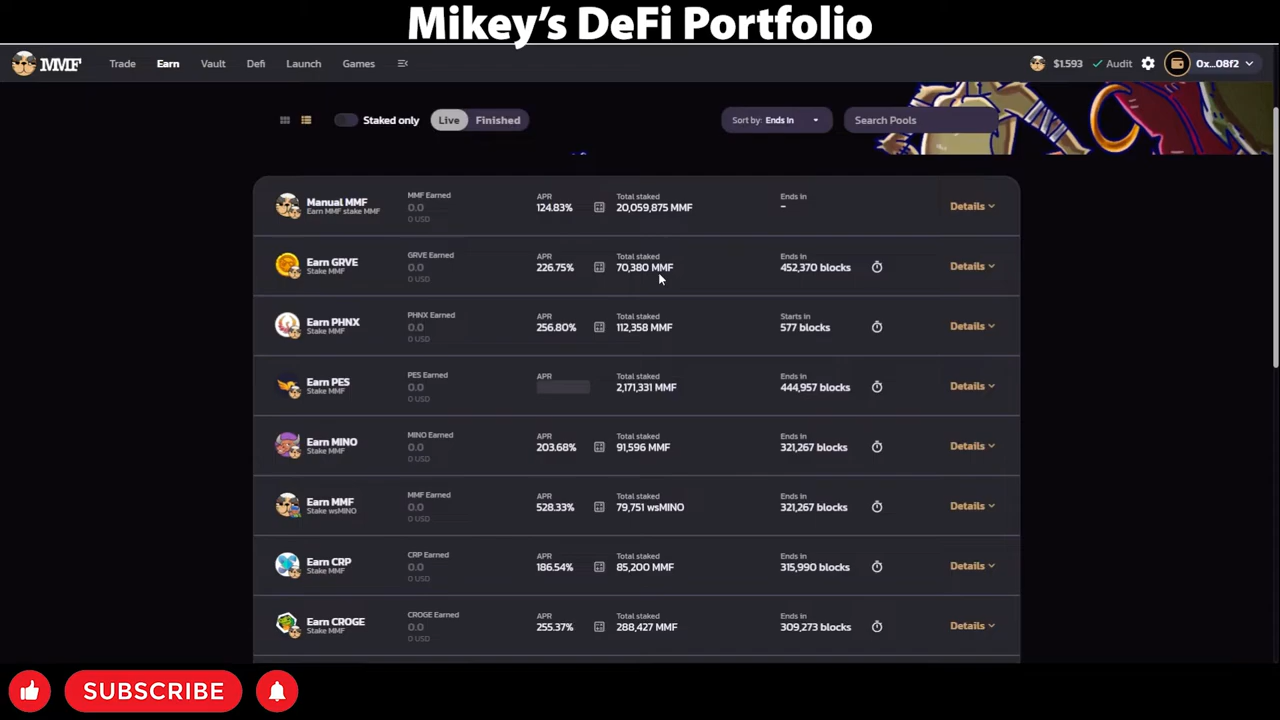 Mikey's DeFi Portfolio
MMF Trade Earn Vault Defi Launch Games $1.593 Audit 0x...08f2
Staked only Live Finished Sort by: Ends In Search Pools
Manual MMF
Earn MMF stake MMF
MMF Earned
0.0
0 USD
APR
124.83%
Total staked
20,059,875 MMF
Ends in
-
Details
Earn GRVE
Stake MMF
GRVE Earned
0.0
0 USD
APR
226.75%
Total staked
70,380 MMF
Ends in
452,370 blocks
Details
Earn PHNX
Stake MMF
PHNX Earned
0.0
0 USD
APR
256.80%
Total staked
112,358 MMF
Starts in
577 blocks
Details
Earn PES
Stake MMF
PES Earned
0.0
0 USD
APR
Total staked
2,171,331 MMF
Ends in
444,957 blocks
Details
Earn MINO
Stake MMF
MINO Earned
0.0
0 USD
APR
203.68%
Total staked
91,596 MMF
Ends in
321,267 blocks
Details
Earn MMF
Stake wsMINO
MMF Earned
0.0
0 USD
APR
528.33%
Total staked
79,751 wsMINO
Ends in
321,267 blocks
Details
Earn CRP
Stake MMF
CRP Earned
0.0
0 USD
APR
186.54%
Total staked
85,200 MMF
Ends in
315,990 blocks
Details
Earn CROGE
Stake MMF
CROGE Earned
0.0
0 USD
APR
255.37%
Total staked
288,427 MMF
Ends in
309,273 blocks
Details
SUBSCRIBE